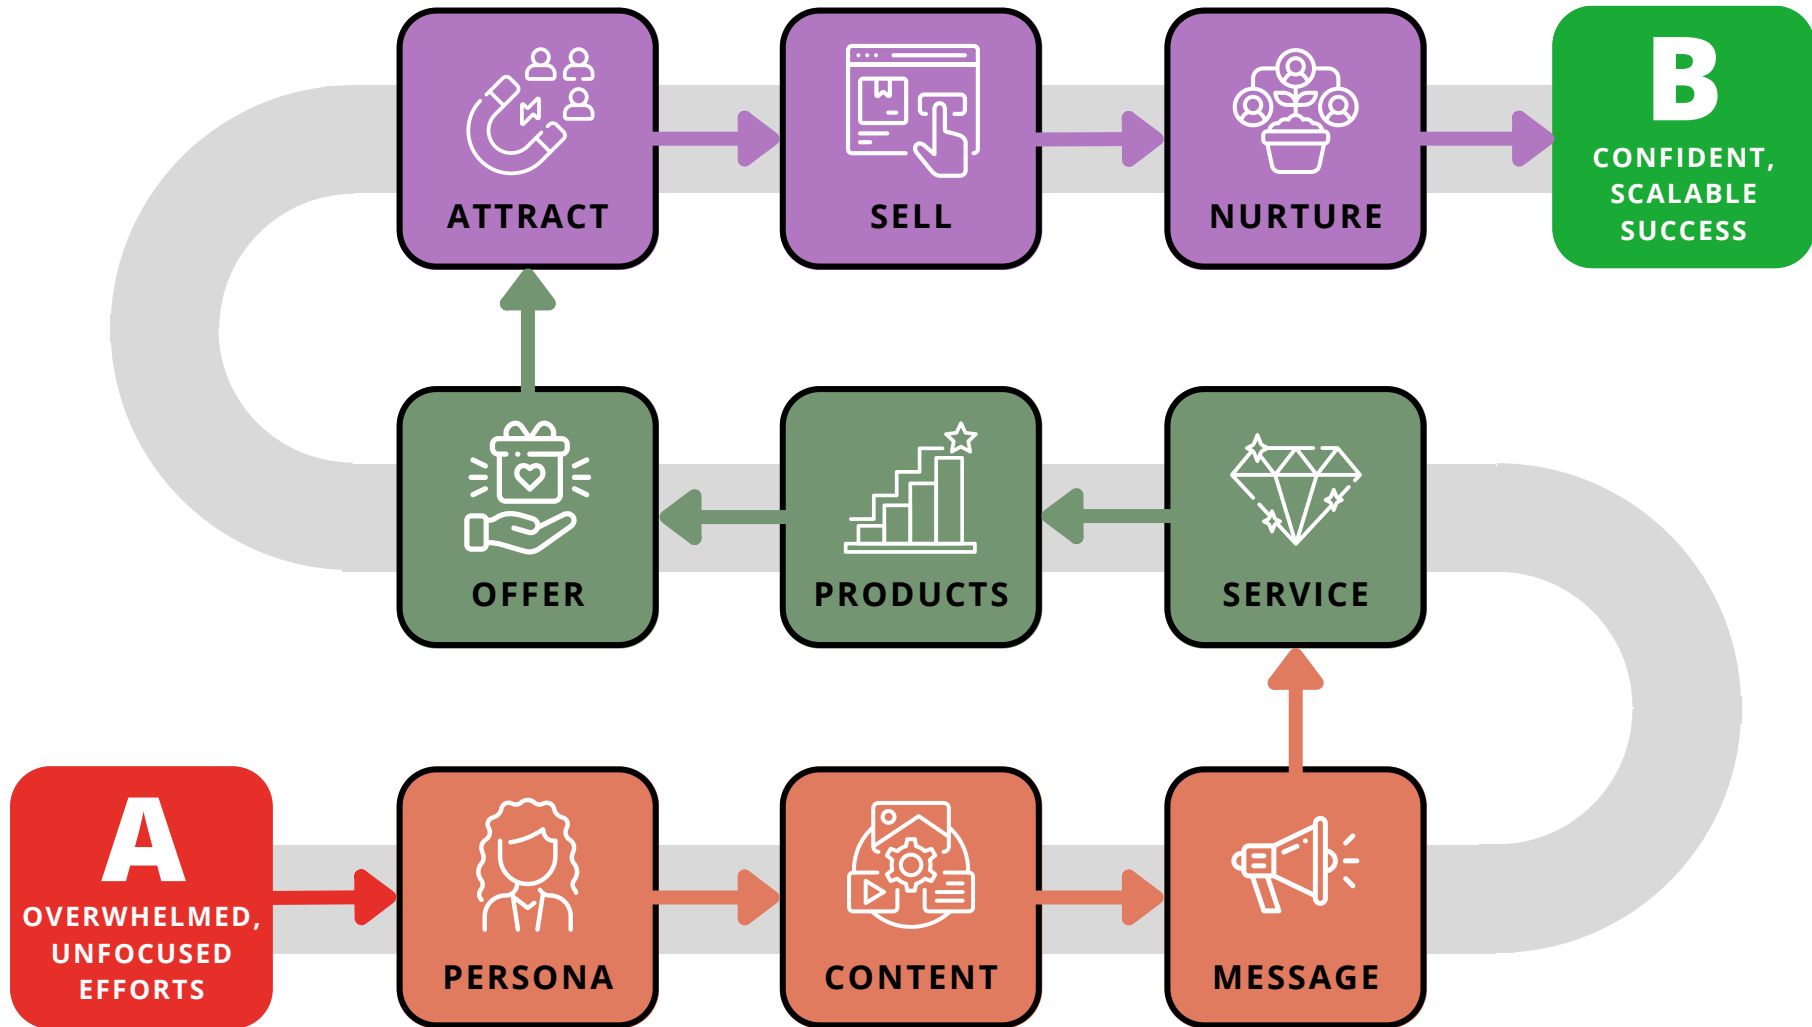 ATTRACT
SELL
NURTURE
B
CONFIDENT,
SCALABLE
SUCCESS
OFFER
PRODUCTS
SERVICE
A
OVERWHELMED,
UNFOCUSED
EFFORTS
PERSONA
CONTENT
MESSAGE